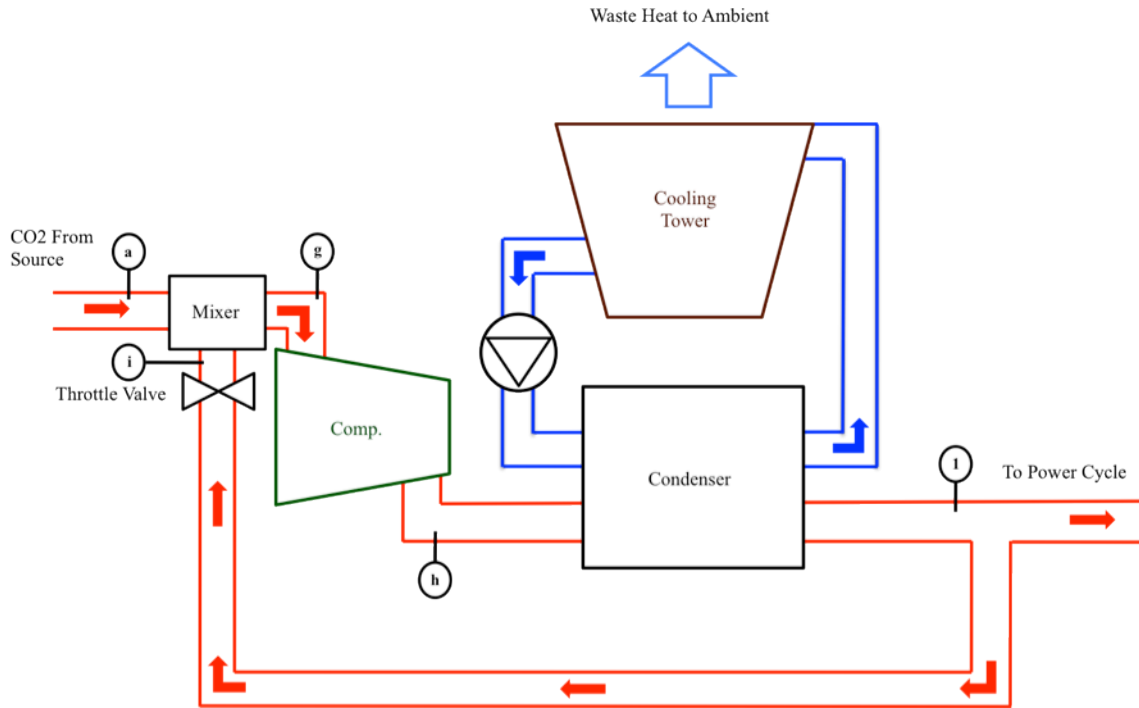 Waste Heat to Ambient
Cooling
Tower
CO2 From
Source
a
g
Mixer
i
Throttle Valve
Comp.
Condenser
1
To Power Cycle
h